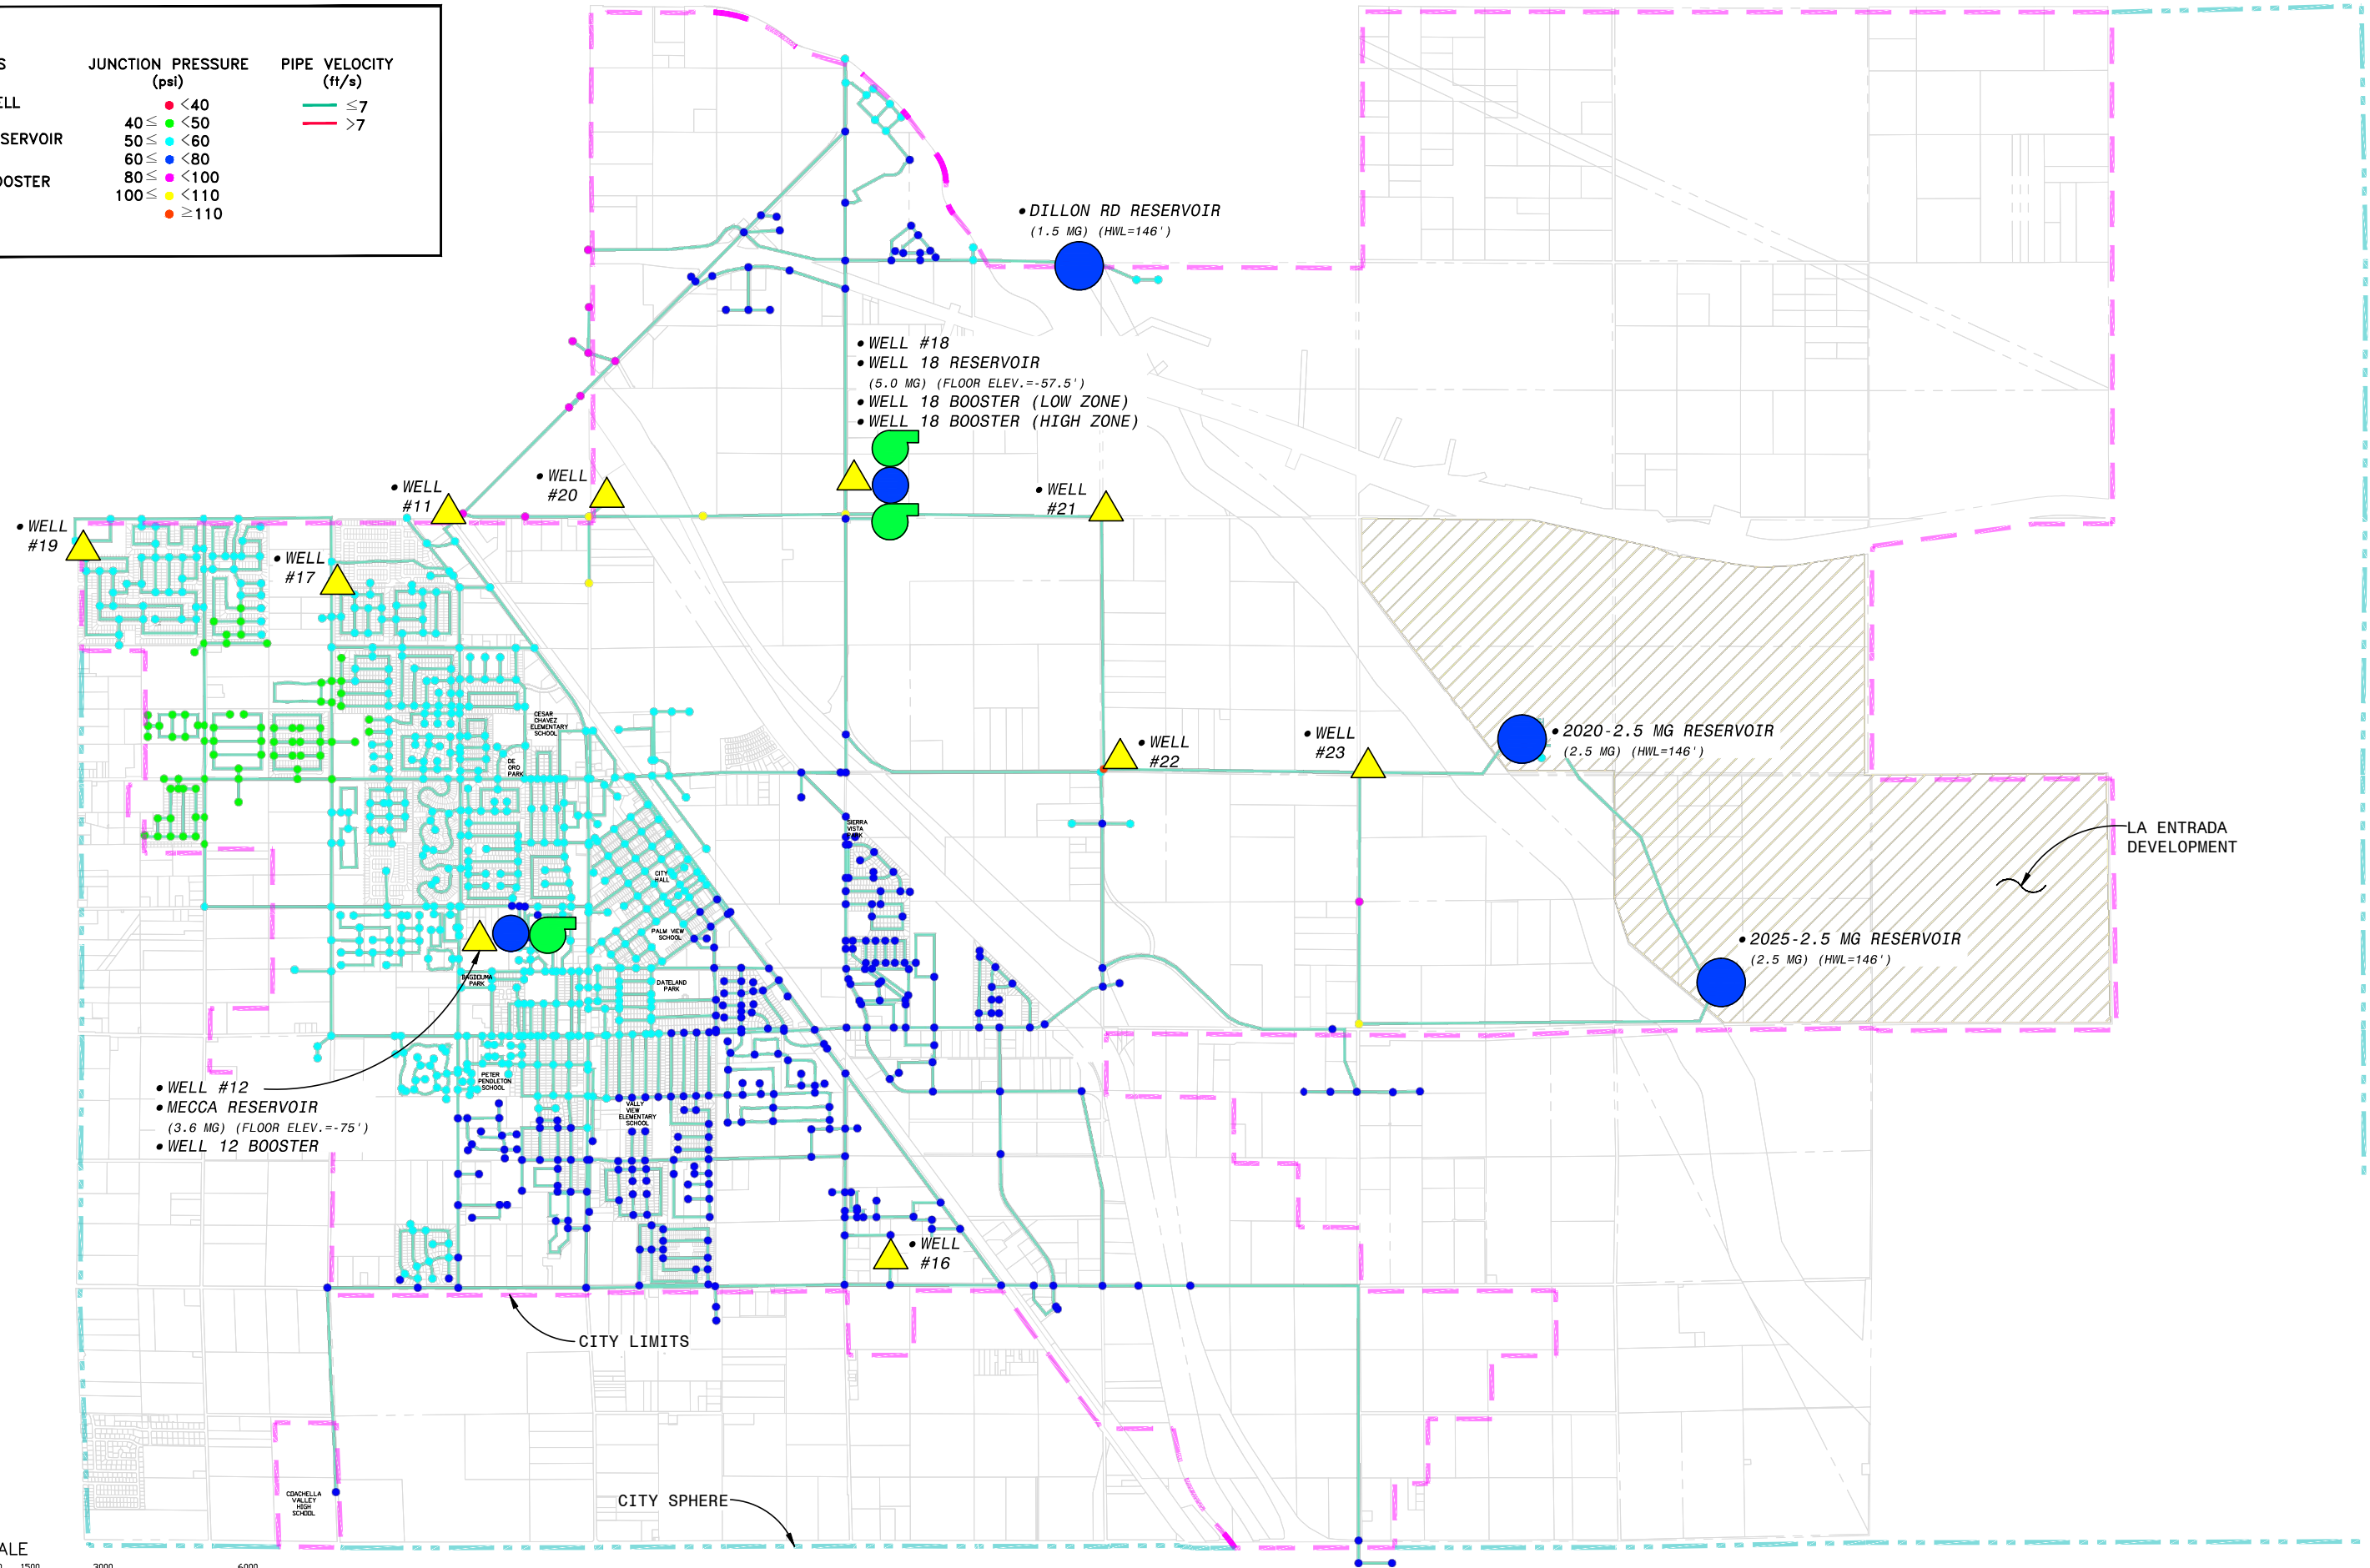 S
ELL
SERVOIR
OOSTER
JUNCTION PRESSURE
(psi)
<40
40≤ <50
50≤ <60
60≤ <80
80≤ <100
100≤ <110
≥110
PIPE VELOCITY
(ft/s)
≤7
>7
• DILLON RD RESERVOIR
(1.5 MG) (HWL=146')
• WELL #18
• WELL 18 RESERVOIR
(5.0 MG) (FLOOR ELEV.=-57.5')
• WELL 18 BOOSTER (LOW ZONE)
• WELL 18 BOOSTER (HIGH ZONE)
• WELL
#19
• WELL
#17
• WELL
#11
• WELL
#20
• WELL
#21
CESAR
CHAVEZ
ELEMENTARY
SCHOOL
DE
ORO
PARK
• WELL
#22
• WELL
#23
• 2020-2.5 MG RESERVOIR
(2.5 MG) (HWL=146')
SIERRA
VISTA
PARK
LA ENTRADA
DEVELOPMENT
CITY
HALL
PALM VIEW
SCHOOL
• 2025-2.5 MG RESERVOIR
(2.5 MG) (HWL=146')
BAGDOUMA
PARK
DATELAND
PARK
PETER
PENDLETON
SCHOOL
• WELL #12
• MECCA RESERVOIR
(3.6 MG) (FLOOR ELEV.=-75')
• WELL 12 BOOSTER
VALLY
VIEW
ELEMENTARY
SCHOOL
• WELL
#16
CITY LIMITS
COACHELLA
VALLEY
HIGH
SCHOOL
CITY SPHERE
ALE
1500 3000 6000